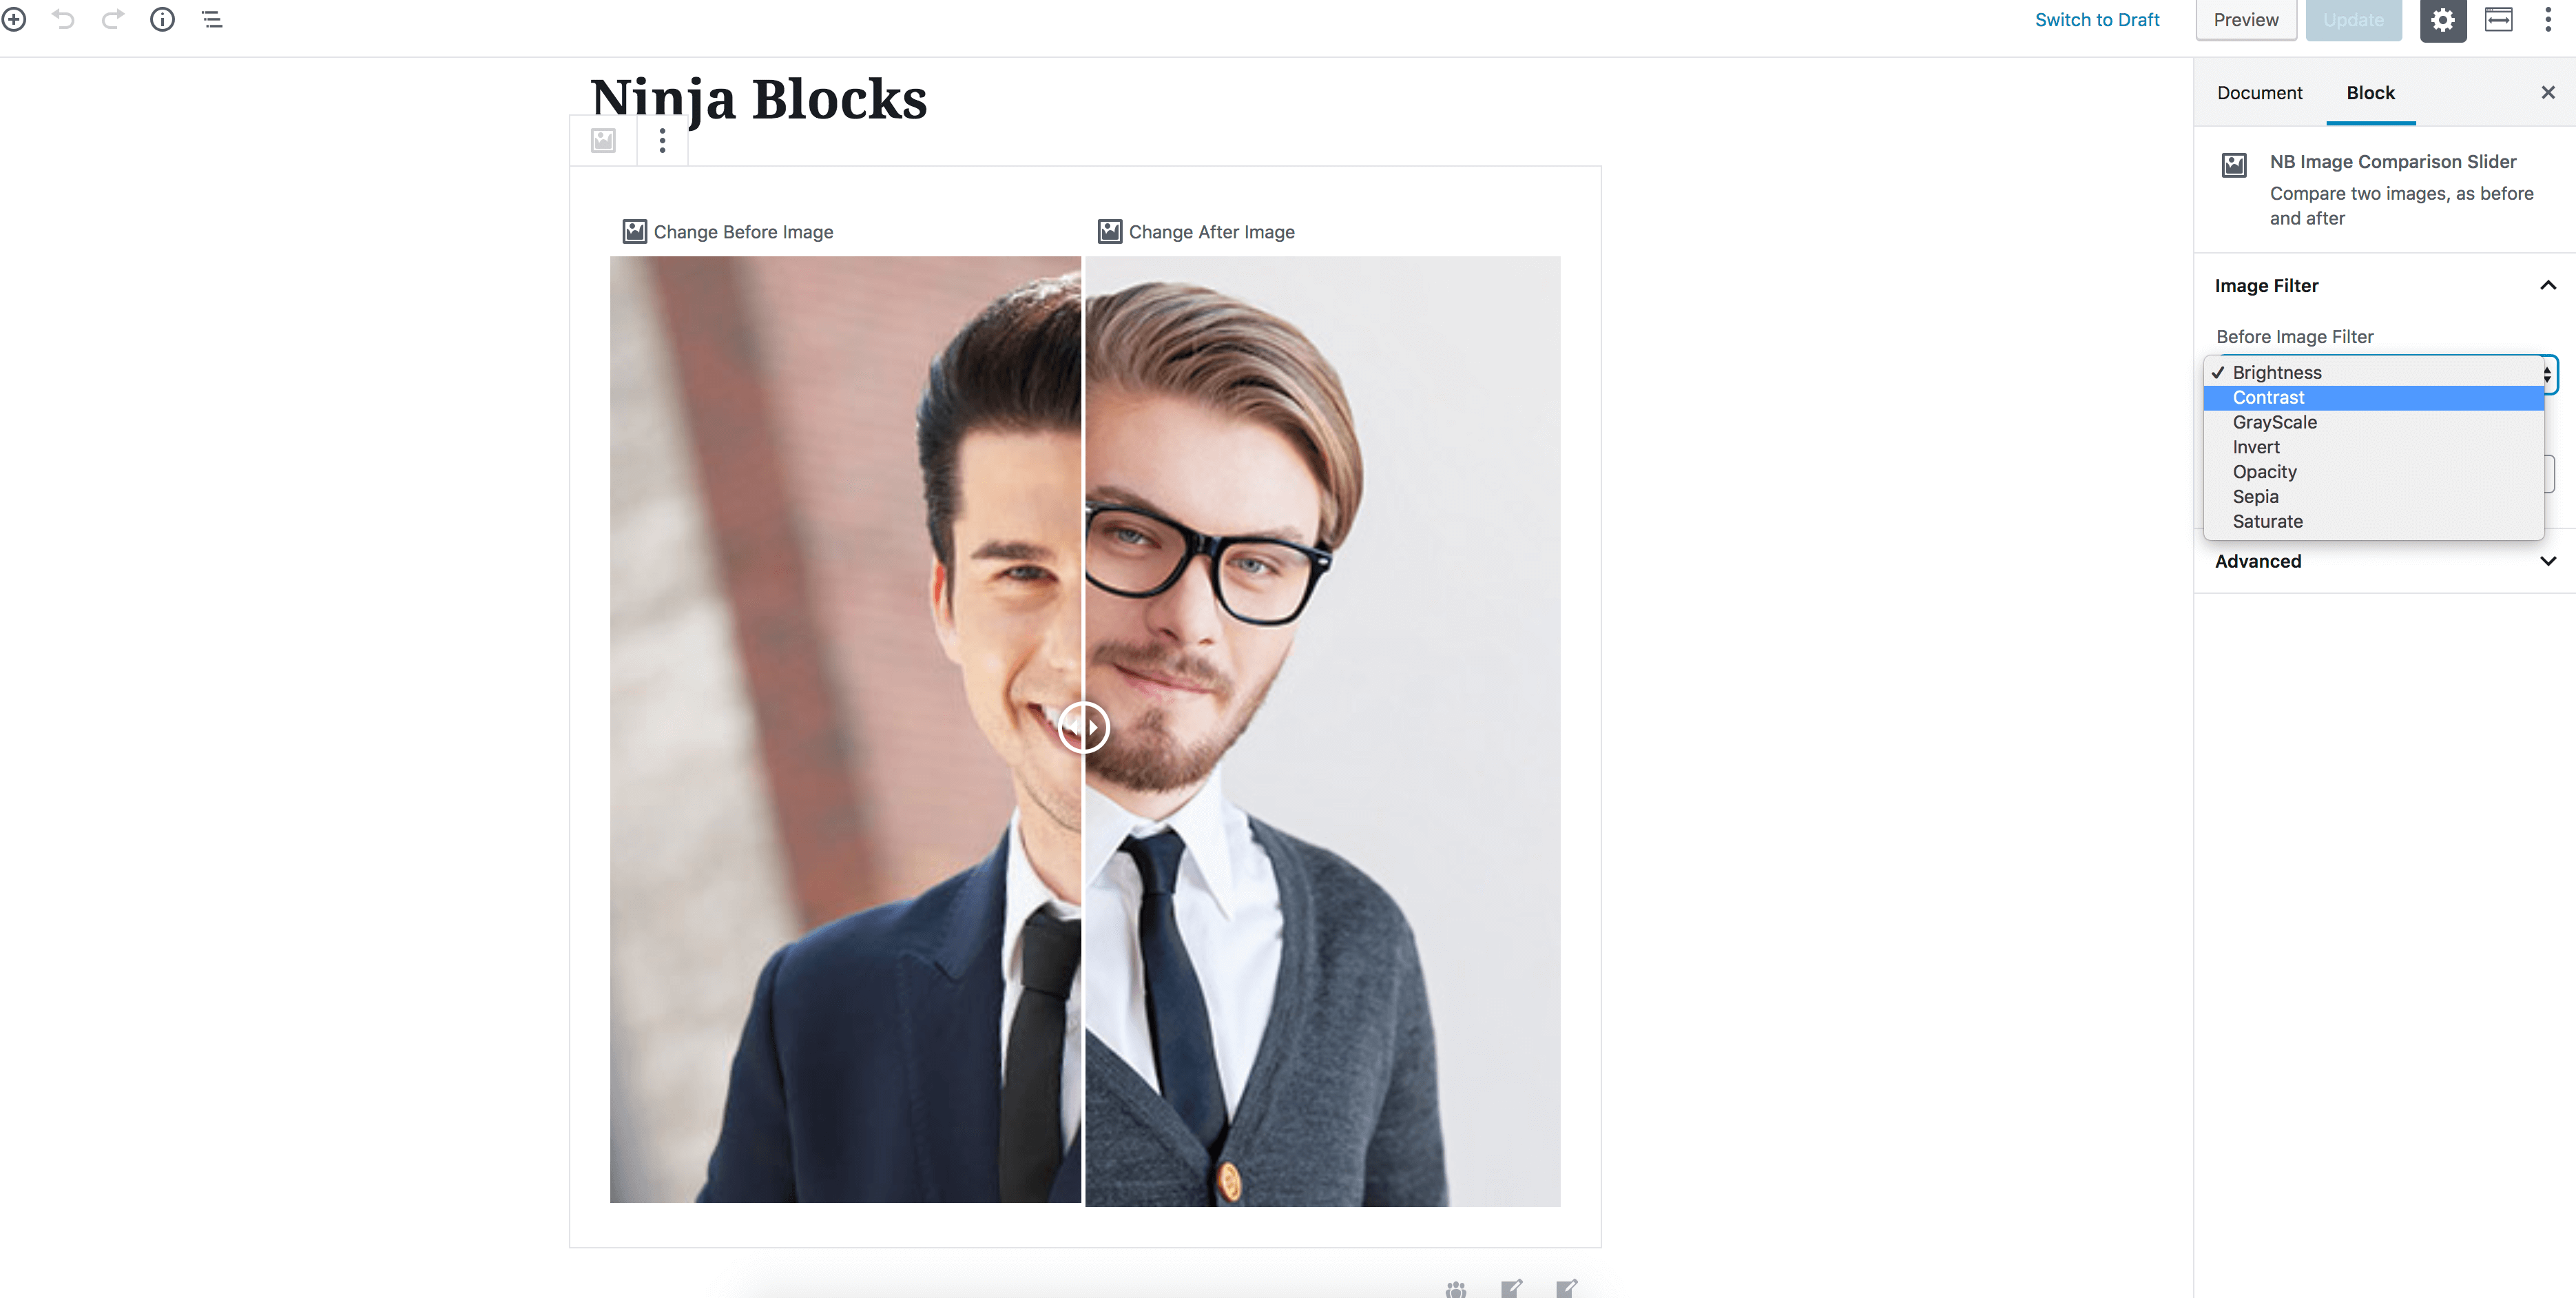 Switch to Draft
Preview
Update
Ninja Blocks
Document
Block
NB Image Comparison Slider
Compare two images, as before
and after
Change Before Image
Change After Image
Image Filter
Before Image Filter
Brightness
Contrast
GrayScale
Invert
Opacity
Sepia
Saturate
Advanced